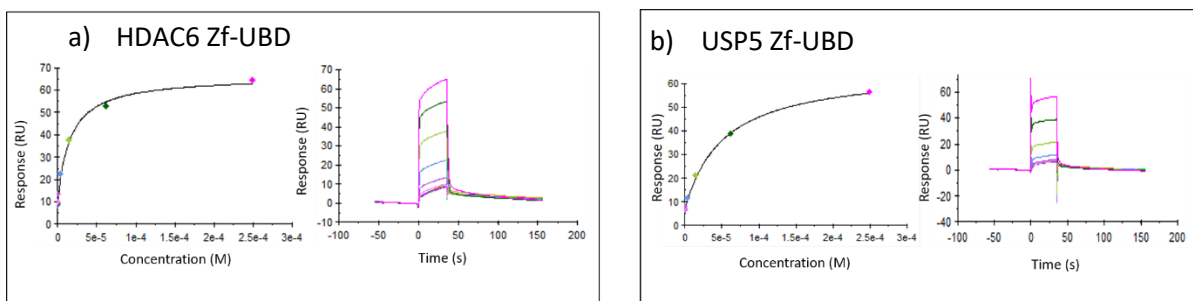 a) HDAC6 Zf-UBD
Response (RU)
70
60
50
40
30
20
10
0
0 5e-5 1e-4 1.5e-4 2e-4 2.5e-4 3e-4
Concentration (M)
Response (RU)
70
60
50
40
30
20
10
0
-10
-100 -50 0 50 100 150 200
Time (s)
b) USP5 Zf-UBD
Response (RU)
60
50
40
30
20
10
0
0 5e-5 1e-4 1.5e-4 2e-4 2.5e-4 3e-4
Concentration (M)
Response (RU)
60
40
20
0
-20
-40
-100 -50 0 50 100 150 200
Time (s)